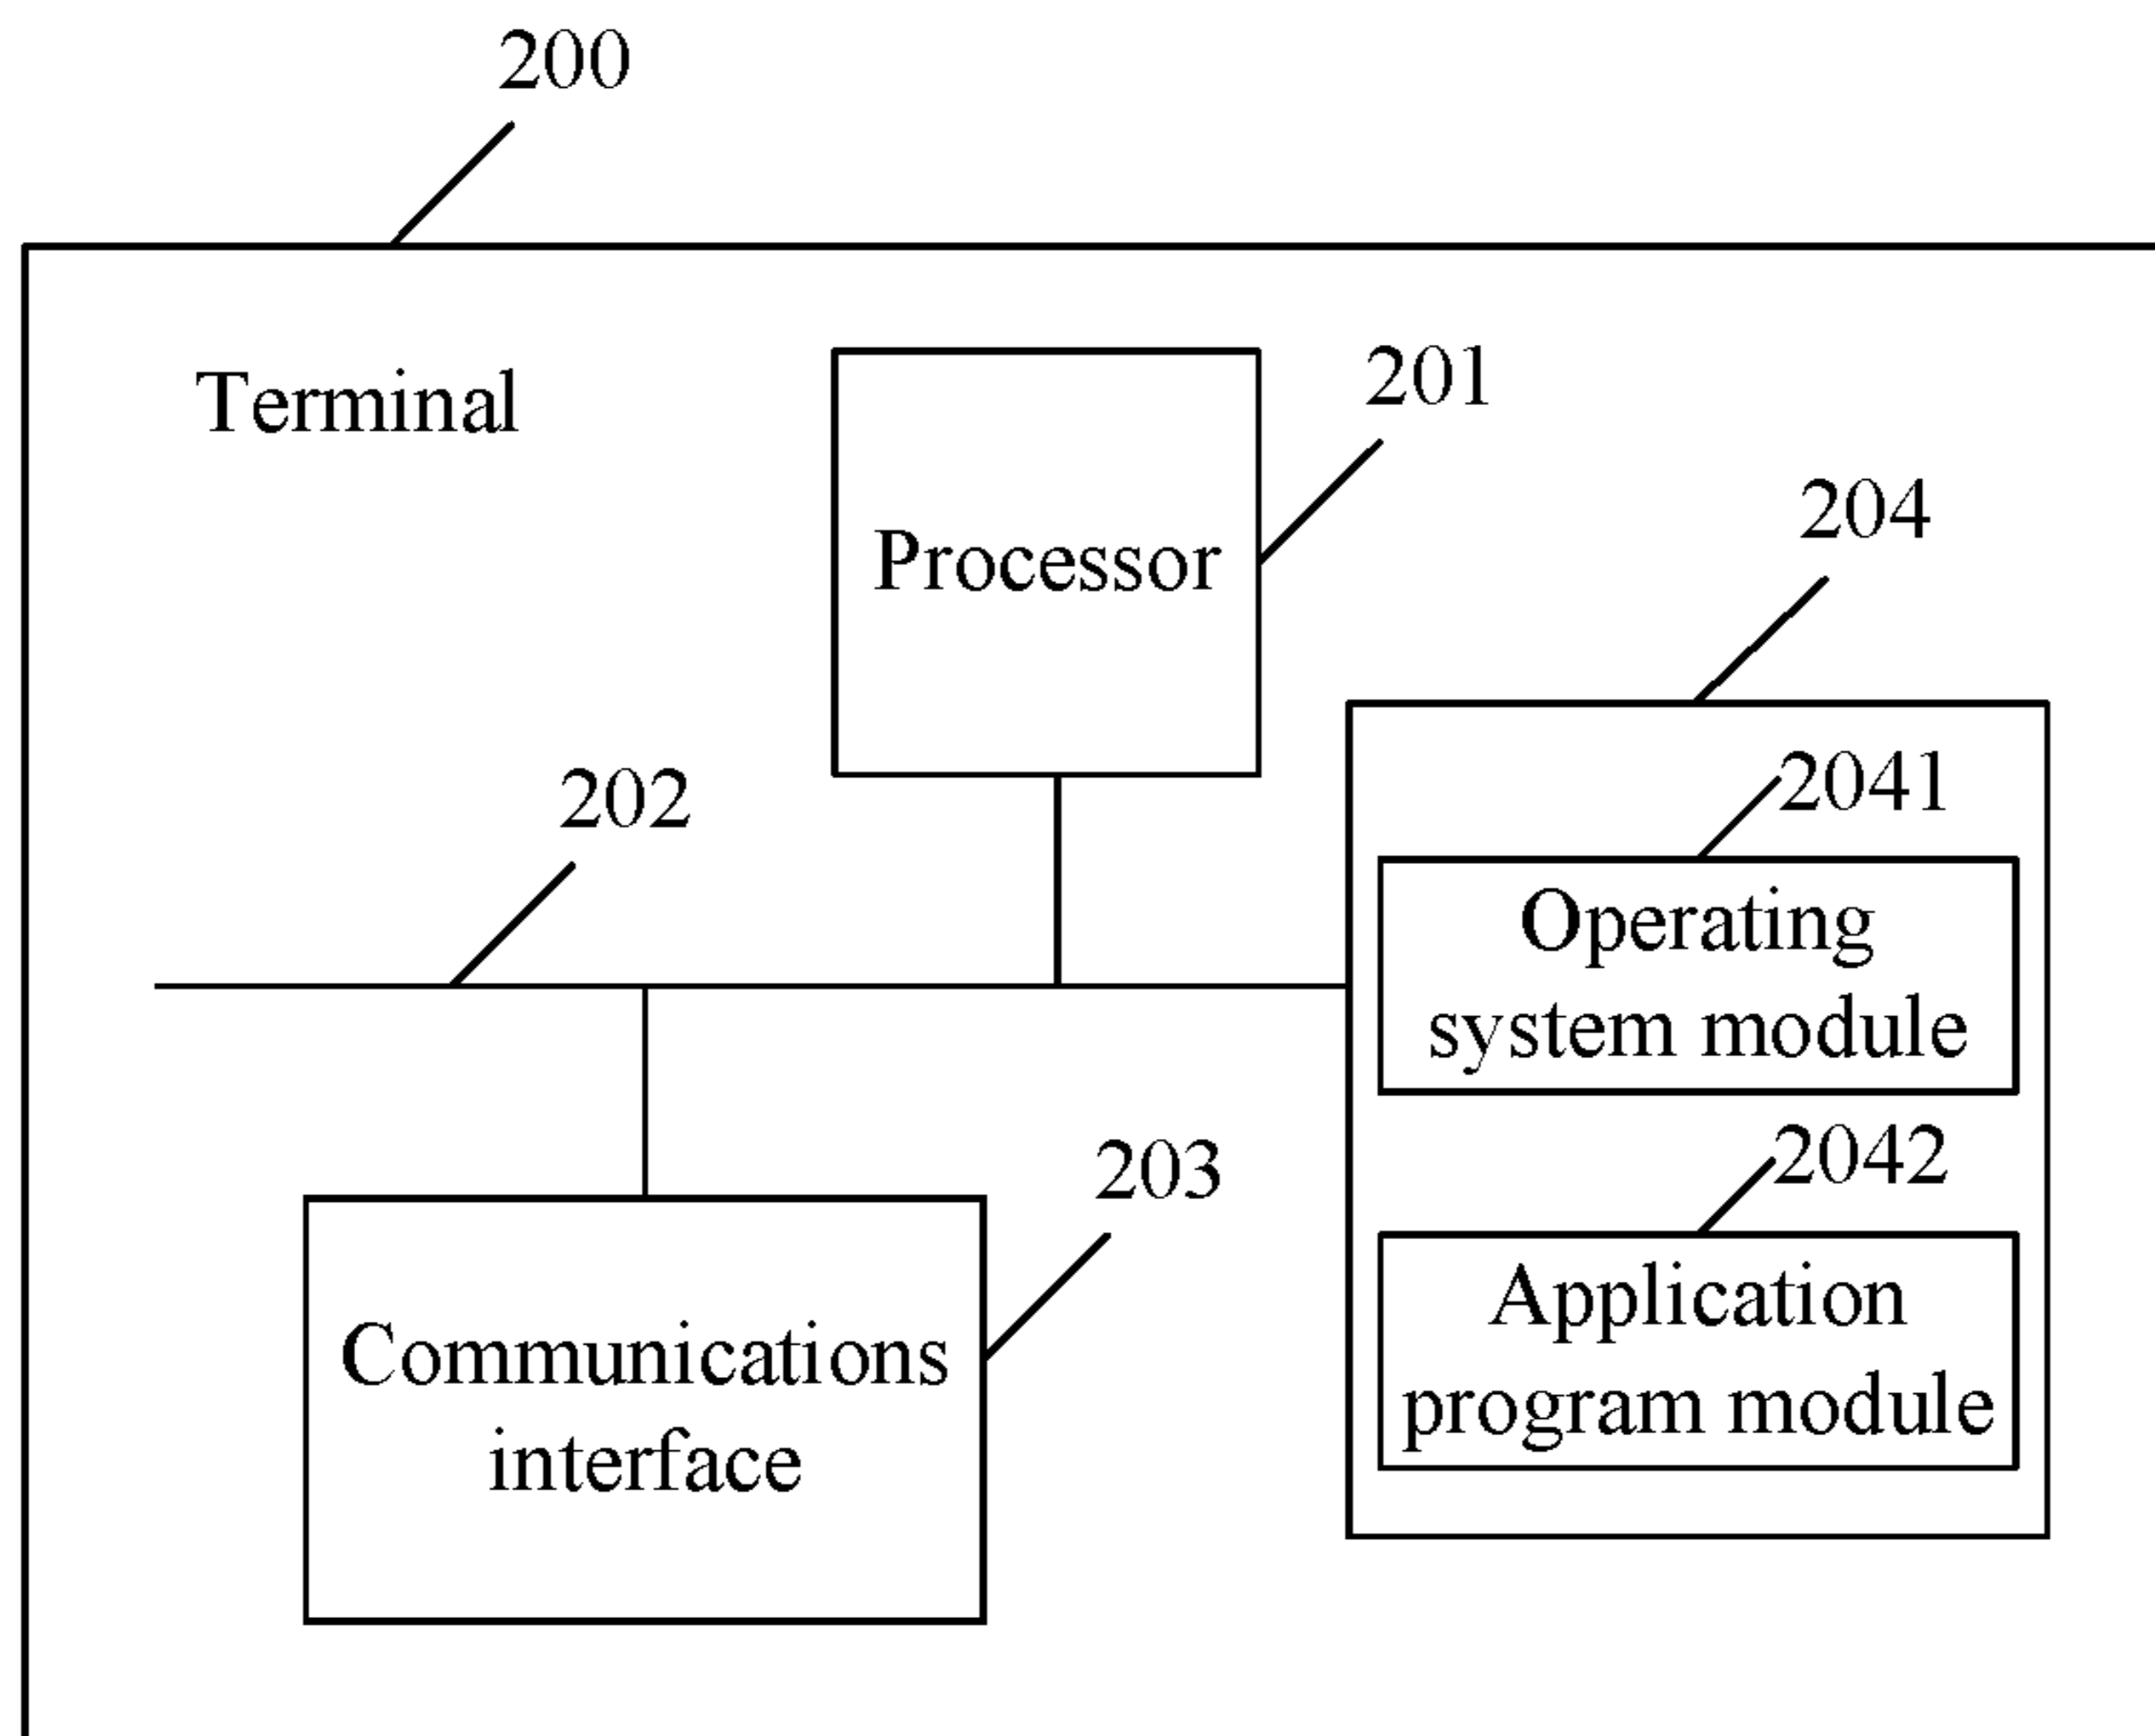 200
Terminal
201
Processor
204
202
2041
Operating
system module
203
2042
Application
program module
Communications
interface